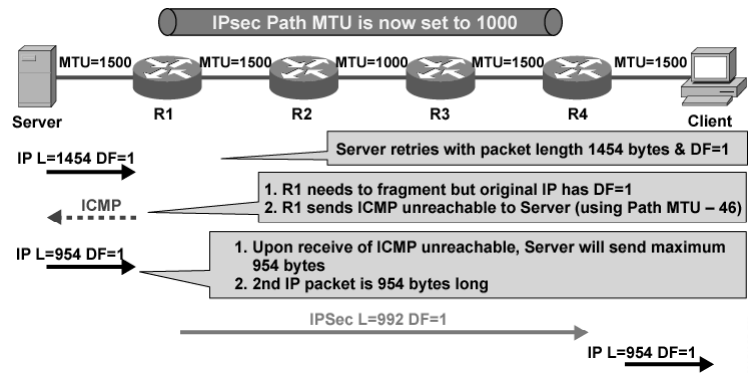 IPsec Path MTU is now set to 1000
MTU=1500 MTU=1500 MTU=1000 MTU=1500 MTU=1500
Server R1 R2 R3 R4 Client
IP L=1454 DF=1
Server retries with packet length 1454 bytes & DF=1
ICMP
1. R1 needs to fragment but original IP has DF=1
2. R1 sends ICMP unreachable to Server (using Path MTU – 46)
IP L=954 DF=1
1. Upon receive of ICMP unreachable, Server will send maximum
954 bytes
2. 2nd IP packet is 954 bytes long
IPSec L=992 DF=1
IP L=954 DF=1